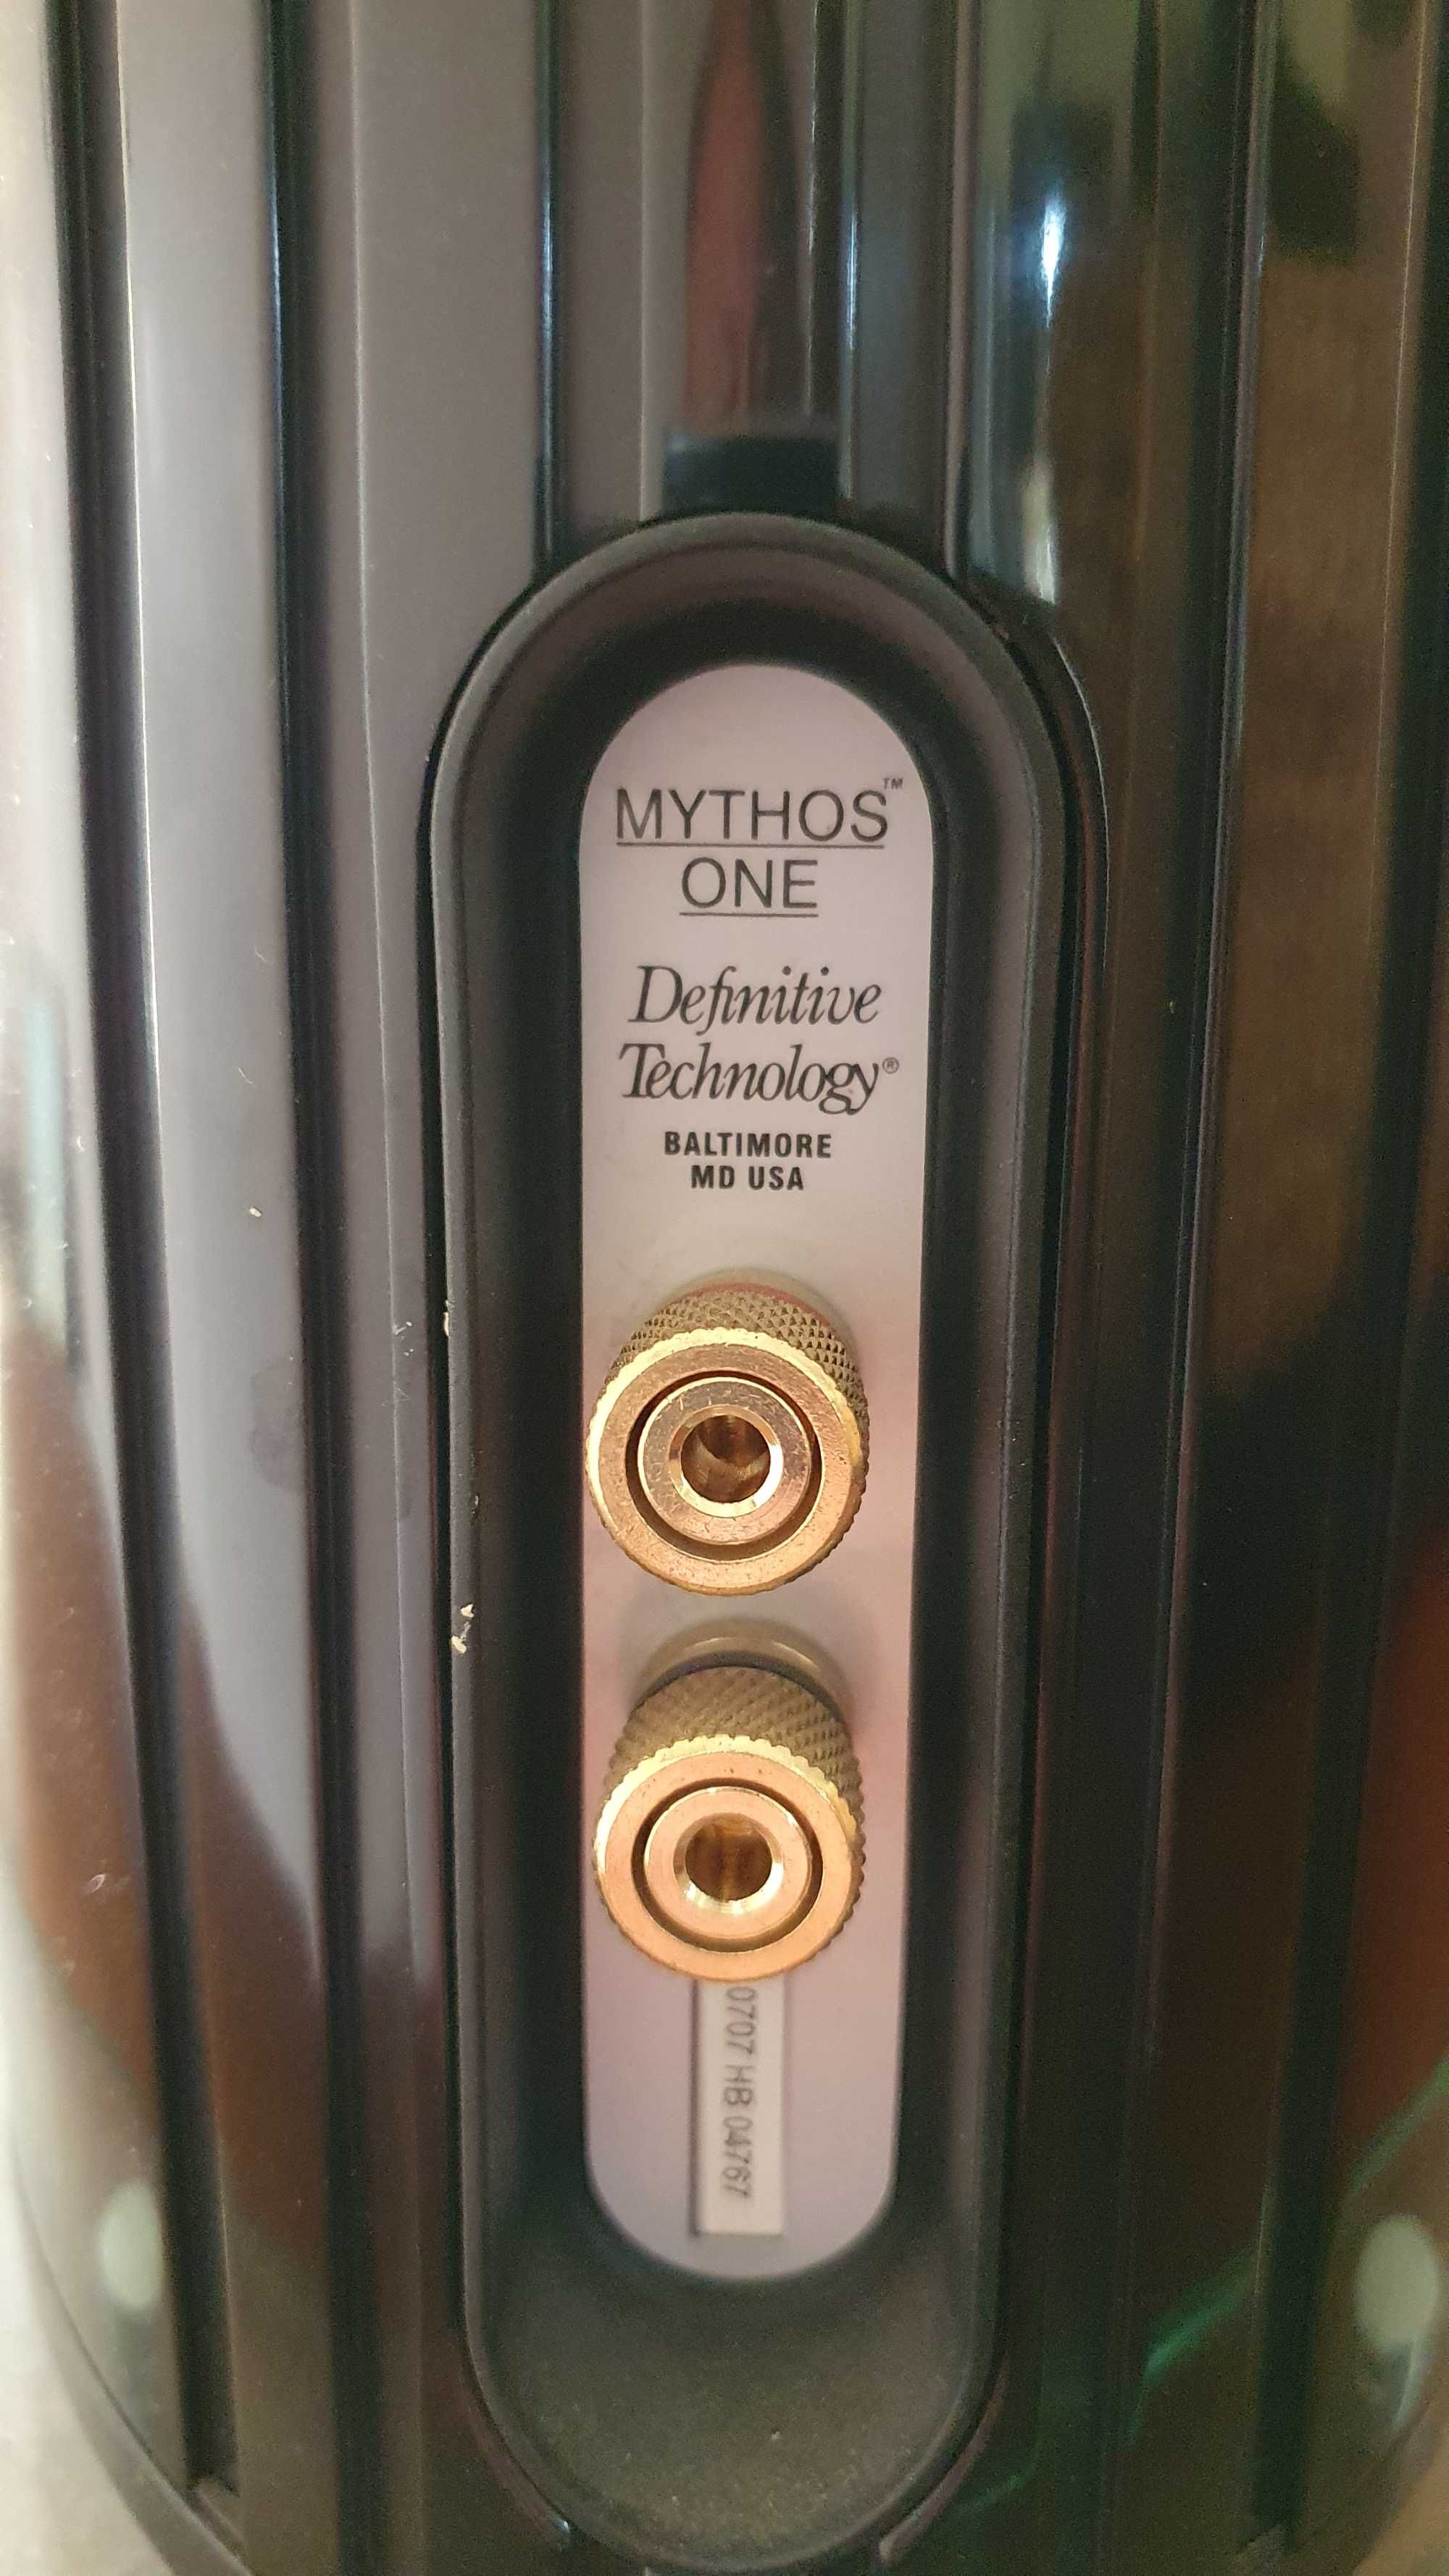 MYTHOS™
ONE
Definitive
Technology®
BALTIMORE
MD USA
0707 HB 04767